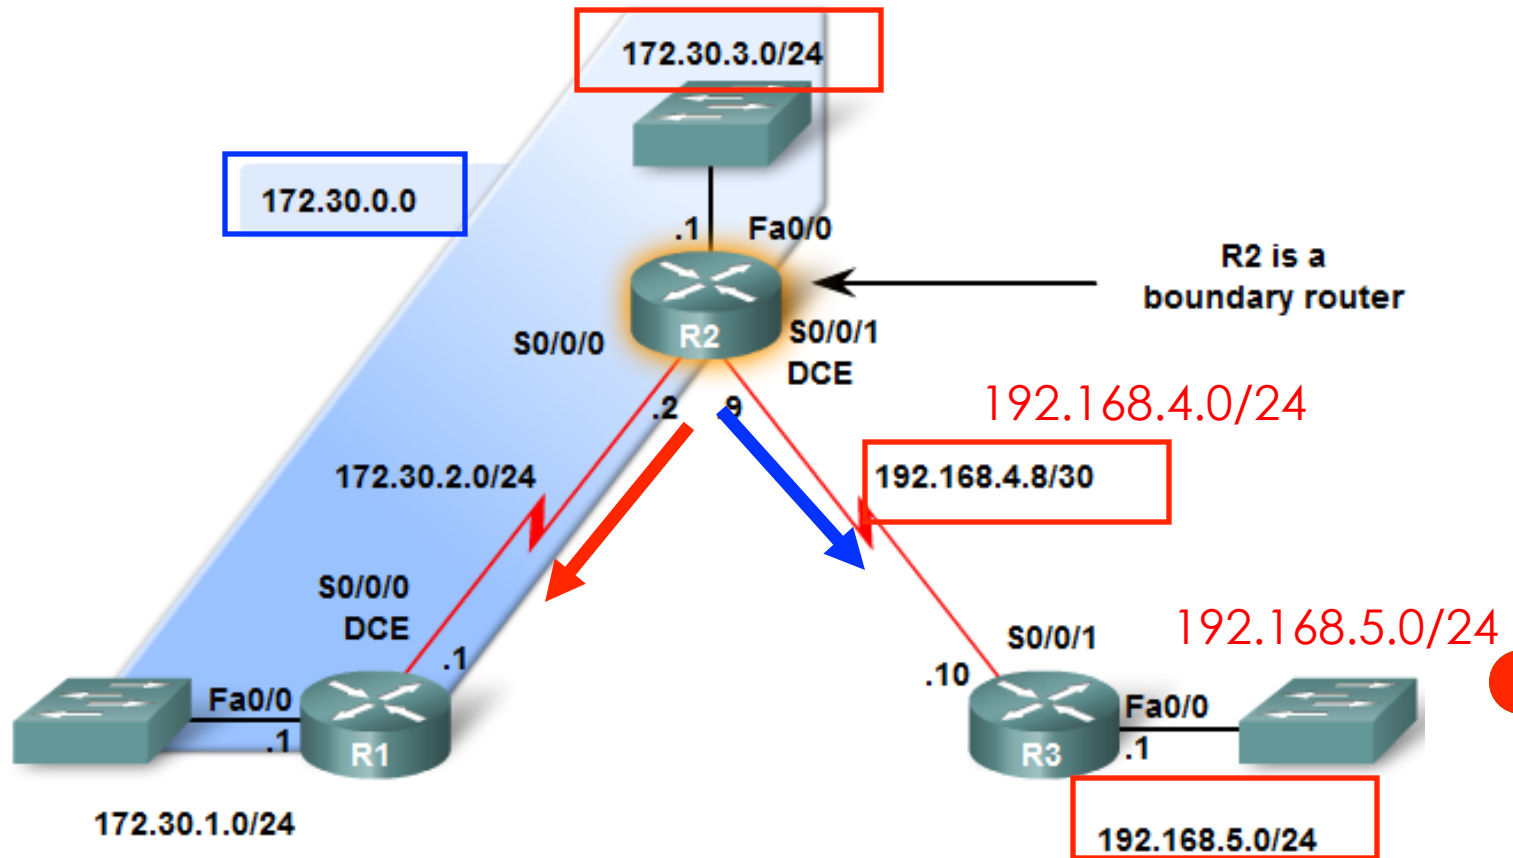 172.30.3.0/24
172.30.0.0
.1 Fa0/0
R2 is a
boundary router
S0/0/0
R2
S0/0/1
DCE
.2
9
192.168.4.0/24
172.30.2.0/24
192.168.4.8/30
S0/0/0
DCE
.1
S0/0/1
192.168.5.0/24
.10
Fa0/0
.1
R1
Fa0/0
.1
R3
172.30.1.0/24
192.168.5.0/24